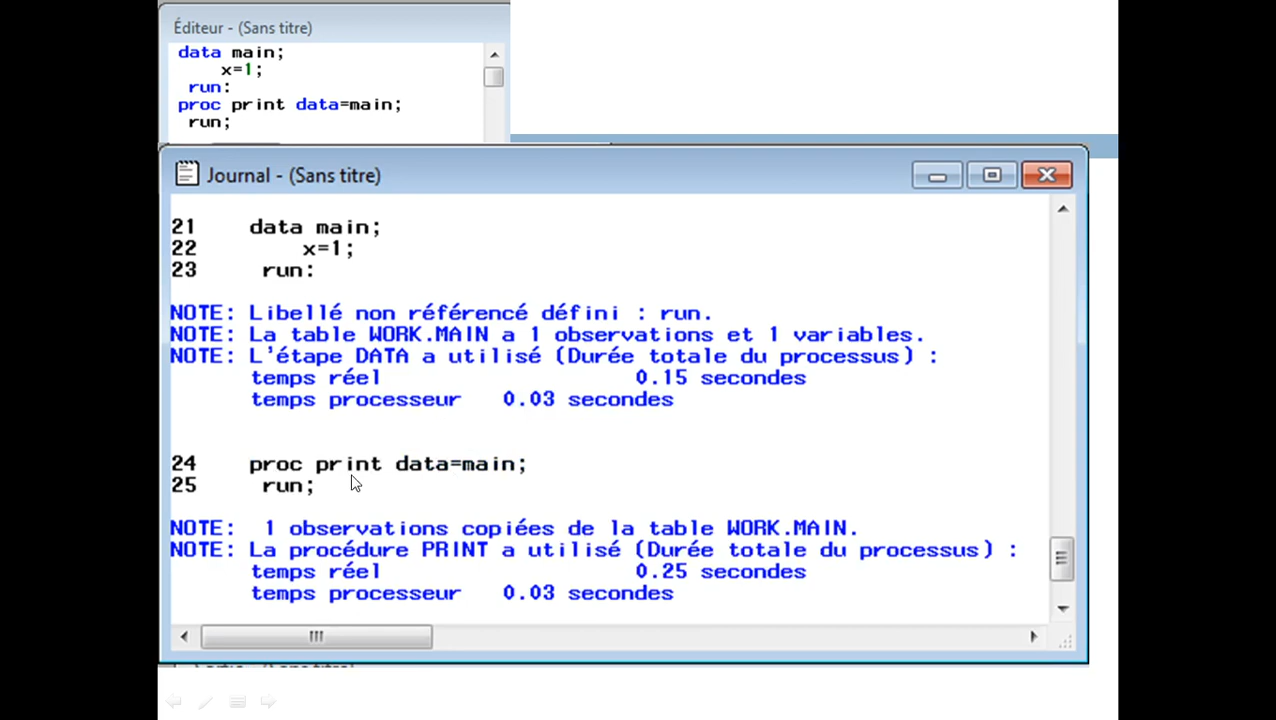 Éditeur - (Sans titre)
data main;
x=1;
run:
proc print data=main;
run;
Journal - (Sans titre)
21 data main;
22 x=1;
23 run:
NOTE: Libellé non référencé défini : run.
NOTE: La table WORK.MAIN a 1 observations et 1 variables.
NOTE: L'étape DATA a utilisé (Durée totale du processus) :
temps réel 0.15 secondes
temps processeur 0.03 secondes
24 proc print data=main;
25 run;
NOTE: 1 observations copiées de la table WORK.MAIN.
NOTE: La procédure PRINT a utilisé (Durée totale du processus) :
temps réel 0.25 secondes
temps processeur 0.03 secondes